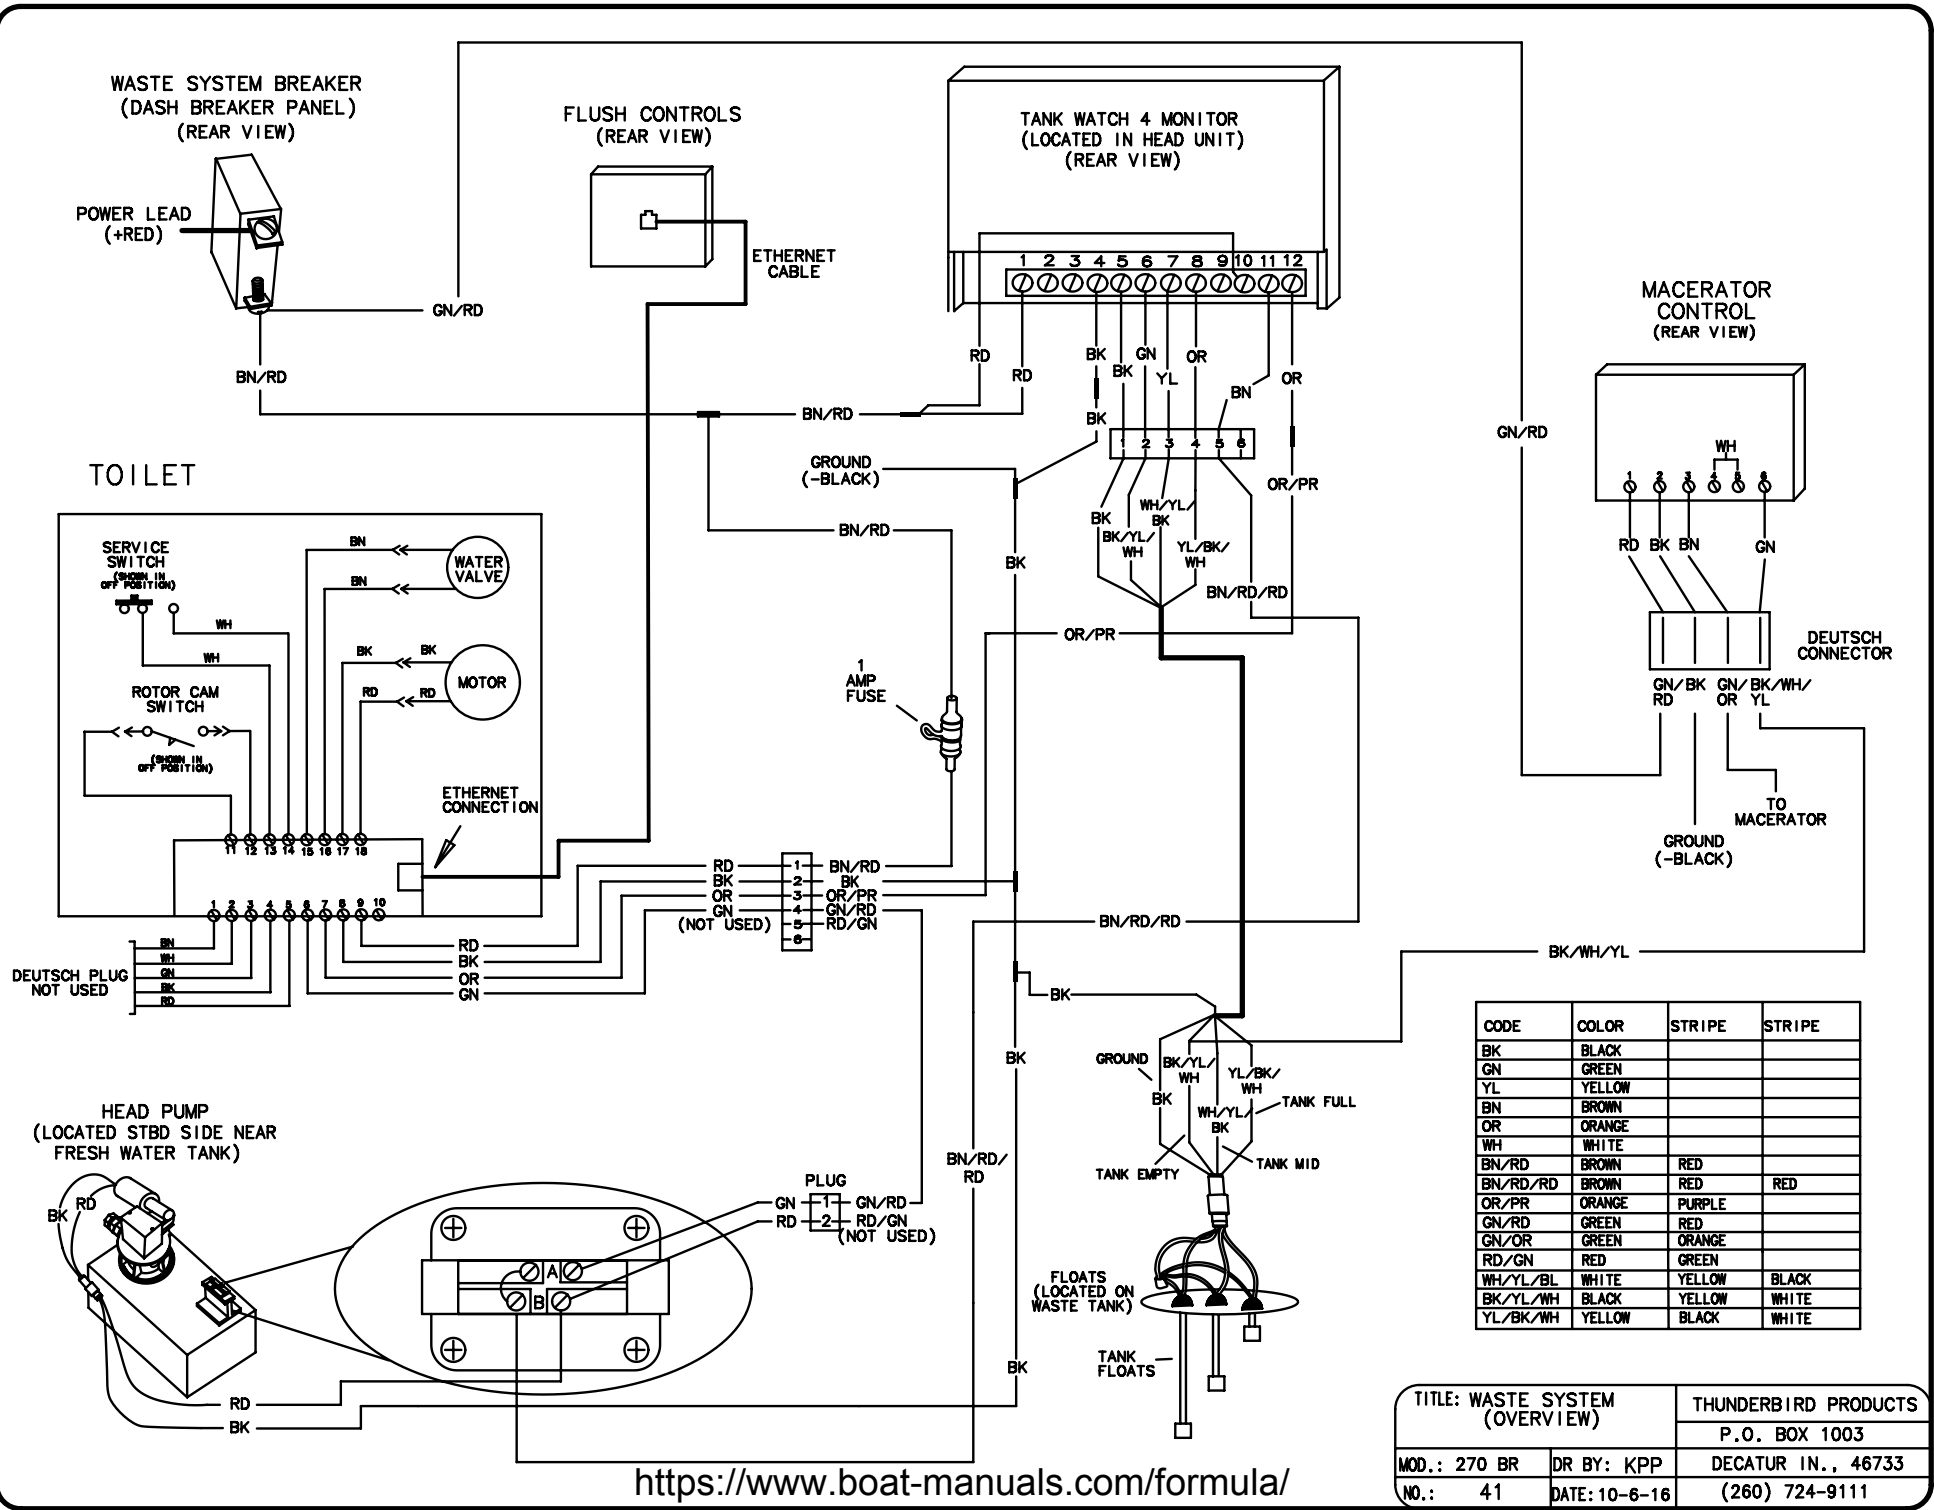 WASTE SYSTEM BREAKER
(DASH BREAKER PANEL)
(REAR VIEW)
POWER LEAD
(+RED)
GN/RD
BN/RD
FLUSH CONTROLS
(REAR VIEW)
ETHERNET
CABLE
TANK WATCH 4 MONITOR
(LOCATED IN HEAD UNIT)
(REAR VIEW)
1 2 3 4 5 6 7 8 9 10 11 12
RD
RD
BK
BK
GN
YL
OR
BN
OR
BK
BN/RD
1 2 3 4 5 6
GROUND
(-BLACK)
OR/PR
BK
BK/YL/
WH
WH/YL/
BK
YL/BK/
WH
BN/RD/RD
BN/RD
BK
OR/PR
1
AMP
FUSE
MACERATOR
CONTROL
(REAR VIEW)
WH
1 2 3 4 5 6
GN/RD
RD BK BN GN
DEUTSCH
CONNECTOR
GN/
RD
BK
GN/
OR
BK/WH/
YL
TO
MACERATOR
GROUND
(-BLACK)
TOILET
SERVICE
SWITCH
(SHOWN IN
OFF POSITION)
BN
BN
WATER
VALVE
WH
WH
BK BK
RD RD
MOTOR
ROTOR CAM
SWITCH
(SHOWN IN
OFF POSITION)
ETHERNET
CONNECTION
11 12 13 14 15 16 17 18
1 2 3 4 5 6 7 8 9 10
BN
WH
GN
BK
RD
DEUTSCH PLUG
NOT USED
RD
BK
OR
GN
RD 1 BN/RD
BK 2 BK
OR 3 OR/PR
GN 4 GN/RD
(NOT USED) 5 RD/GN
6
BN/RD/RD
BK/WH/YL
BK
BK
GROUND
BK
BK/YL/
WH
WH/YL/
BK
YL/BK/
WH
TANK FULL
TANK EMPTY
TANK MID
BN/RD/
RD
HEAD PUMP
(LOCATED STBD SIDE NEAR
FRESH WATER TANK)
BK
RD
PLUG
GN 1 GN/RD
RD 2 RD/GN
(NOT USED)
A
B
RD
BK
BK
FLOATS
(LOCATED ON
WASTE TANK)
TANK
FLOATS
CODE COLOR STRIPE STRIPE
BK BLACK
GN GREEN
YL YELLOW
BN BROWN
OR ORANGE
WH WHITE
BN/RD BROWN RED
BN/RD/RD BROWN RED RED
OR/PR ORANGE PURPLE
GN/RD GREEN RED
GN/OR GREEN ORANGE
RD/GN RED GREEN
WH/YL/BL WHITE YELLOW BLACK
BK/YL/WH BLACK YELLOW WHITE
YL/BK/WH YELLOW BLACK WHITE
TITLE: WASTE SYSTEM
(OVERVIEW)
THUNDERBIRD PRODUCTS
P.O. BOX 1003
DECATUR IN., 46733
(260) 724-9111
MOD.: 270 BR
DR BY: KPP
NO.: 41
DATE: 10-6-16
https://www.boat-manuals.com/formula/